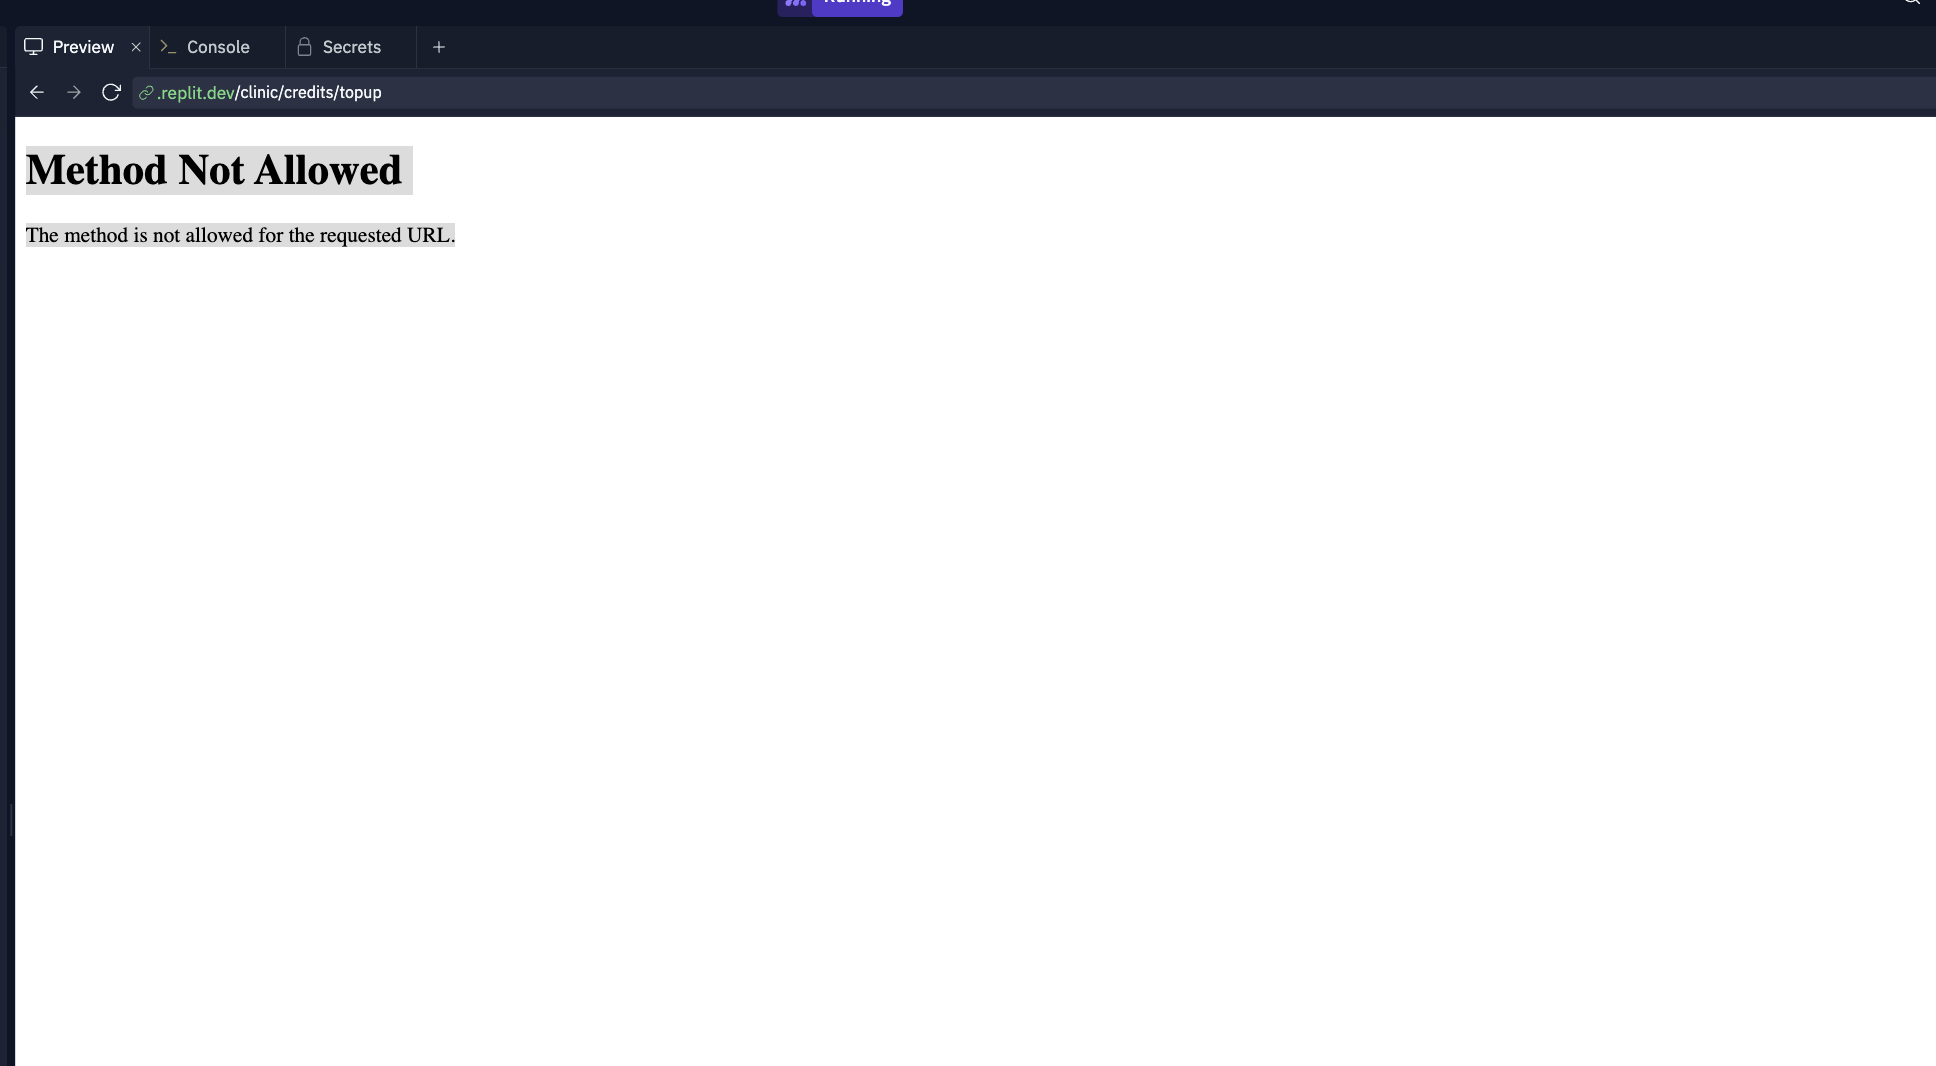 Running
Preview
Console
Secrets
.replit.dev/clinic/credits/topup
Method Not Allowed
The method is not allowed for the requested URL.